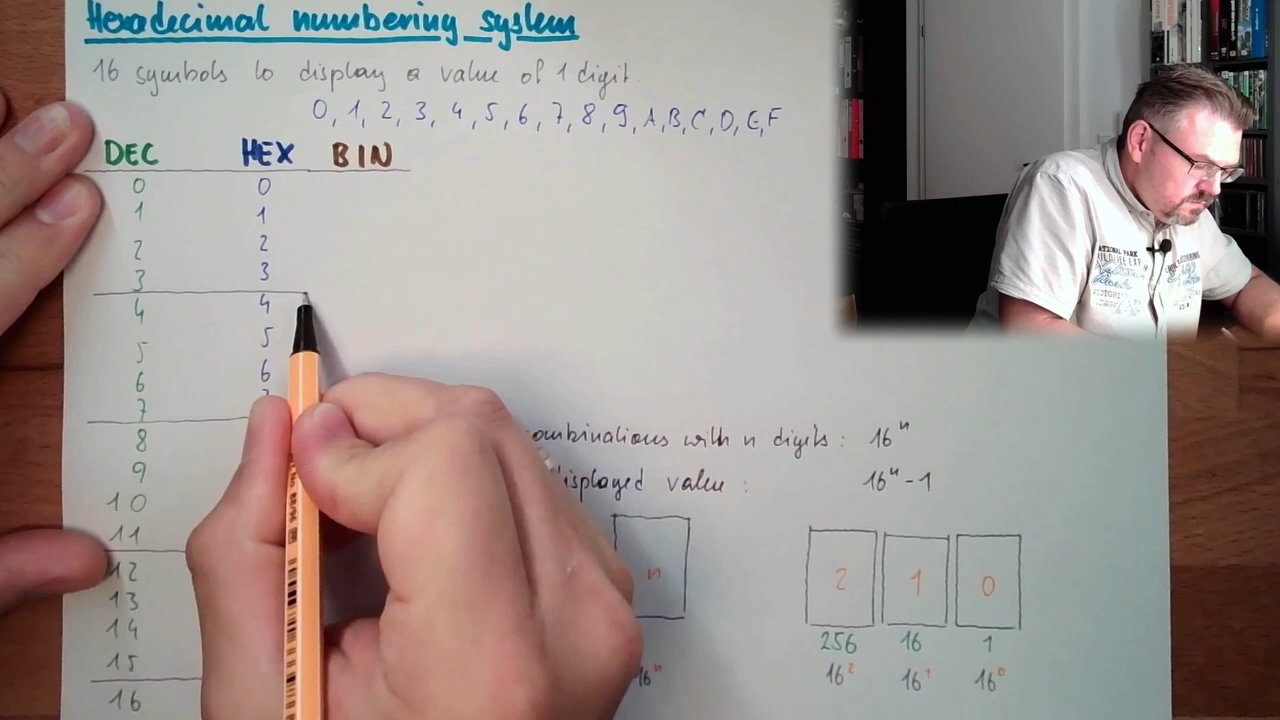 Hexadecimal numbering system
16 symbols to display a value of 1 digit.
0, 1, 2, 3, 4, 5, 6, 7, 8, 9, A, B, C, D, E, F
DEC HEX BIN
0 0
1 1
2 2
3 3
4 4
5 5
6 6
7
8
9
10
11
12
13
14
15
16
combinations with n digits : 16ⁿ
displayed value : 16ⁿ-1
n 2 1 0
256 16 1
16ⁿ 16² 16¹ 16⁰
NATIONAL PARK